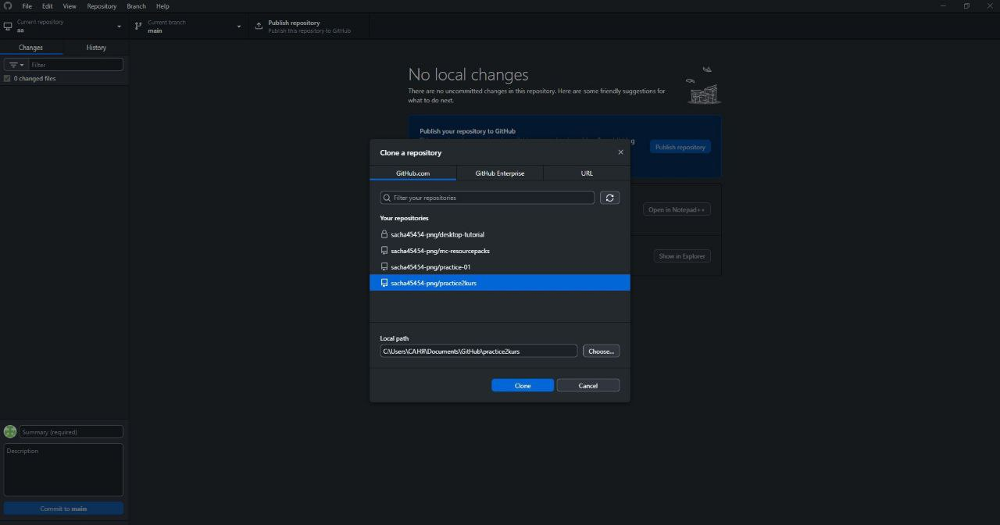 File Edit View Repository Branch Help
Current repository
aa
Current branch
main
Publish repository
Publish this repository to GitHub
Changes History
Filter
0 changed files
No local changes
There are no uncommitted changes in this repository. Here are some friendly suggestions for
what to do next.
Publish your repository to GitHub
Publish repository
Clone a repository
GitHub.com GitHub Enterprise URL
Filter your repositories
Your repositories
sacha45454-png/desktop-tutorial
sacha45454-png/mc-resourcepacks
sacha45454-png/practice-01
sacha45454-png/practice2kurs
Open in Notepad++
Show in Explorer
Local path
C:\Users\САНЯ\Documents\GitHub\practice2kurs
Choose...
Clone Cancel
Summary (required)
Description
Commit to main